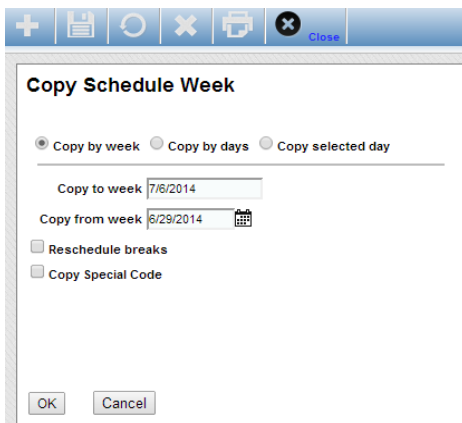 Close
Copy Schedule Week
Copy by week Copy by days Copy selected day
Copy to week 7/6/2014
Copy from week 6/29/2014
Reschedule breaks
Copy Special Code
OK Cancel